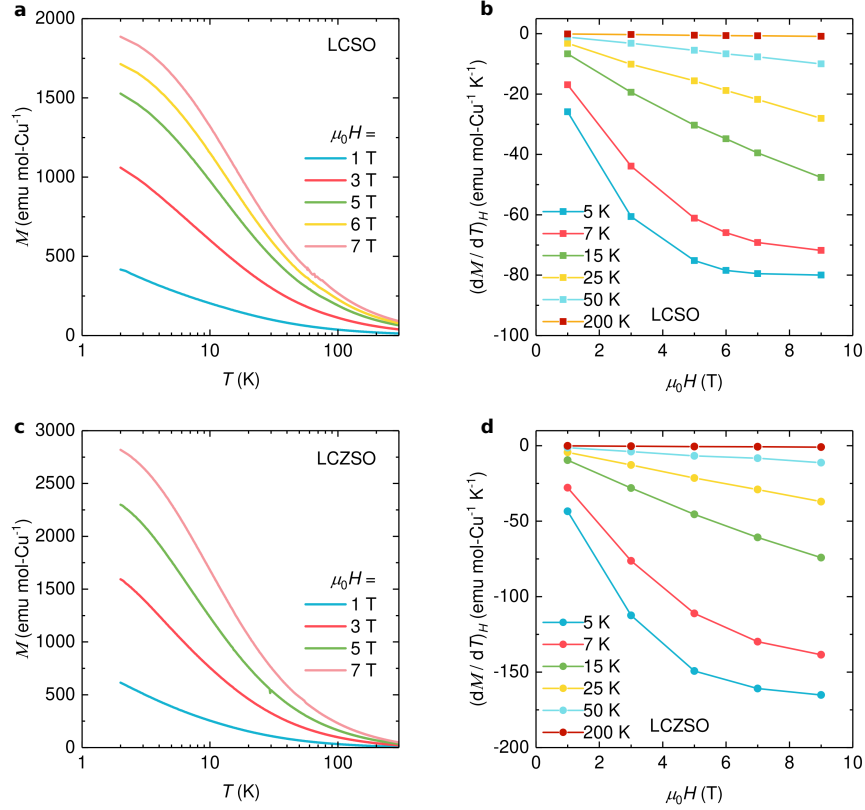 a
LCSO
2000
1500
1000
500
0
M (emu mol-Cu⁻¹)
μ₀H =
1 T
3 T
5 T
6 T
7 T
1
10
100
T (K)
b
0
-20
-40
-60
-80
-100
(dM / dT)H (emu mol-Cu⁻¹ K⁻¹)
5 K
7 K
15 K
25 K
50 K
200 K
LCSO
0
2
4
6
8
10
μ₀H (T)
c
LCZSO
3000
2500
2000
1500
1000
500
0
M (emu mol-Cu⁻¹)
μ₀H =
1 T
3 T
5 T
7 T
1
10
100
T (K)
d
0
-50
-100
-150
-200
(dM / dT)H (emu mol-Cu⁻¹ K⁻¹)
5 K
7 K
15 K
25 K
50 K
200 K
LCZSO
0
2
4
6
8
10
μ₀H (T)